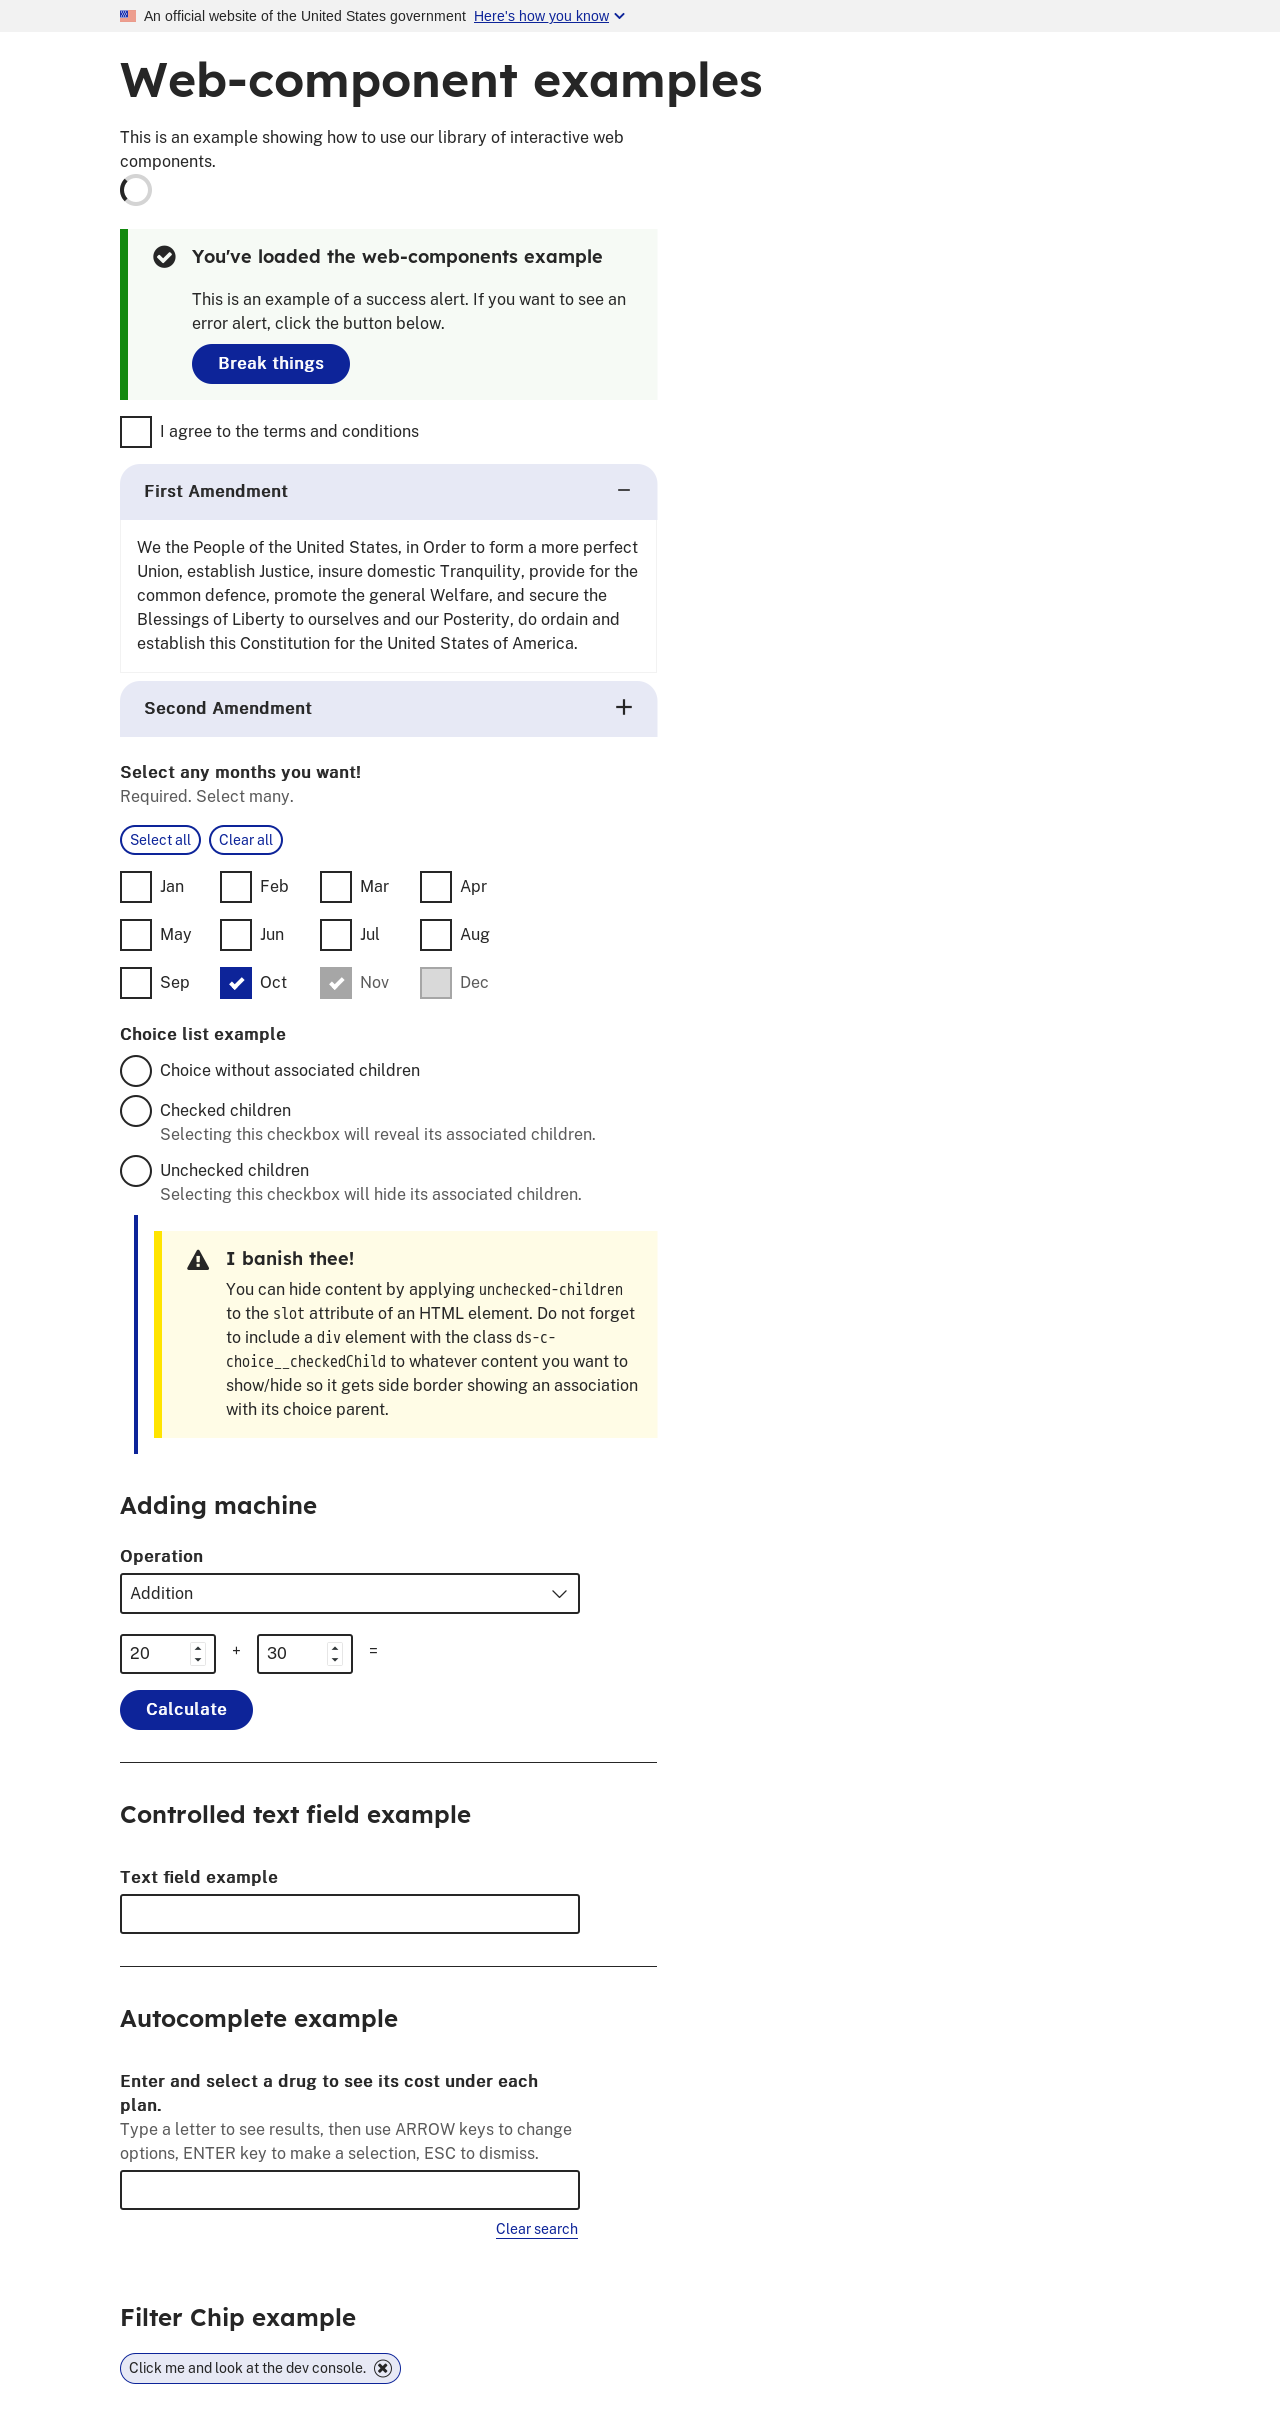 An official website of the United States government Here's how you know
Web-component examples
This is an example showing how to use our library of interactive web
components.
You've loaded the web-components example
This is an example of a success alert. If you want to see an
error alert, click the button below.
Break things
I agree to the terms and conditions
First Amendment
We the People of the United States, in Order to form a more perfect
Union, establish Justice, insure domestic Tranquility, provide for the
common defence, promote the general Welfare, and secure the
Blessings of Liberty to ourselves and our Posterity, do ordain and
establish this Constitution for the United States of America.
Second Amendment
Select any months you want!
Required. Select many.
Select all Clear all
Jan Feb Mar Apr
May Jun Jul Aug
Sep Oct Nov Dec
Choice list example
Choice without associated children
Checked children
Selecting this checkbox will reveal its associated children.
Unchecked children
Selecting this checkbox will hide its associated children.
I banish thee!
You can hide content by applying unchecked-children
to the slot attribute of an HTML element. Do not forget
to include a div element with the class ds-c-
choice__checkedChild to whatever content you want to
show/hide so it gets side border showing an association
with its choice parent.
Adding machine
Operation
Addition
20 + 30 =
Calculate
Controlled text field example
Text field example
Autocomplete example
Enter and select a drug to see its cost under each
plan.
Type a letter to see results, then use ARROW keys to change
options, ENTER key to make a selection, ESC to dismiss.
Clear search
Filter Chip example
Click me and look at the dev console.